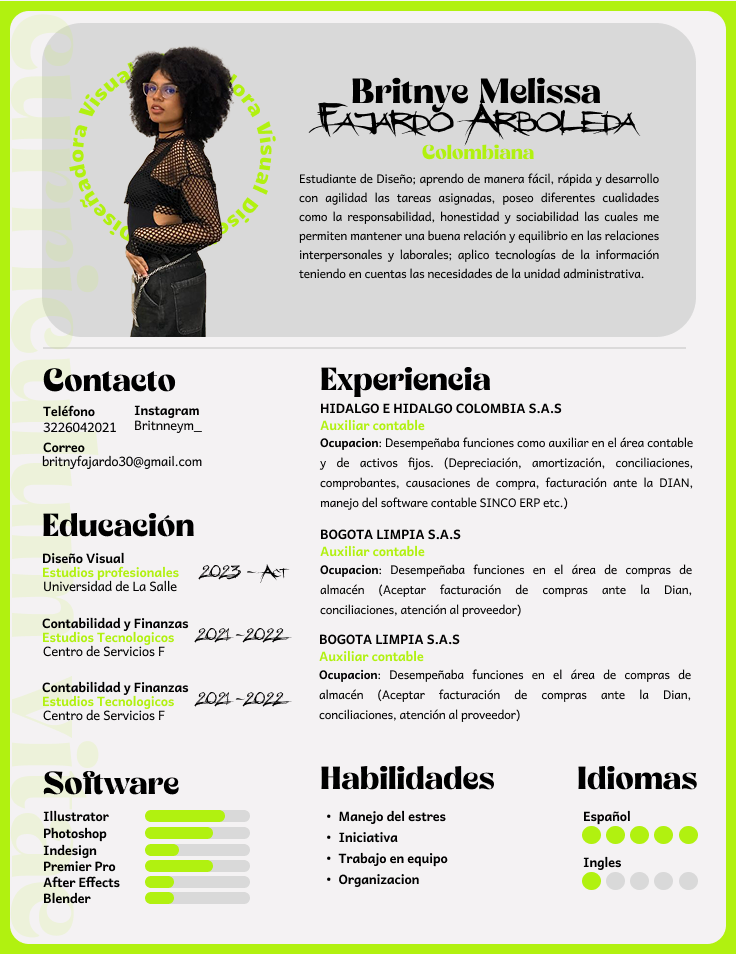 Curriculum vitae
Diseñadora Visual Diseñadora Visual
Britnye Melissa
Fajardo Arboleda
Colombiana
Estudiante de Diseño; aprendo de manera fácil, rápida y desarrollo
con agilidad las tareas asignadas, poseo diferentes cualidades
como la responsabilidad, honestidad y sociabilidad las cuales me
permiten mantener una buena relación y equilibrio en las relaciones
interpersonales y laborales; aplico tecnologías de la información
teniendo en cuentas las necesidades de la unidad administrativa.
Contacto
Teléfono
3226042021
Instagram
Britnneym_
Correo
britnyfajardo30@gmail.com
Educación
Diseño Visual
Estudios profesionales
Universidad de La Salle
2023 - Act
Contabilidad y Finanzas
Estudios Tecnologicos
Centro de Servicios F
2021 -2022
Contabilidad y Finanzas
Estudios Tecnologicos
Centro de Servicios F
2021 -2022
Experiencia
HIDALGO E HIDALGO COLOMBIA S.A.S
Auxiliar contable
Ocupacion: Desempeñaba funciones como auxiliar en el área contable
y de activos fijos. (Depreciación, amortización, conciliaciones,
comprobantes, causaciones de compra, facturación ante la DIAN,
manejo del software contable SINCO ERP etc.)
BOGOTA LIMPIA S.A.S
Auxiliar contable
Ocupacion: Desempeñaba funciones en el área de compras de
almacén (Aceptar facturación de compras ante la Dian,
conciliaciones, atención al proveedor)
BOGOTA LIMPIA S.A.S
Auxiliar contable
Ocupacion: Desempeñaba funciones en el área de compras de
almacén (Aceptar facturación de compras ante la Dian,
conciliaciones, atención al proveedor)
Software
Illustrator
Photoshop
Indesign
Premier Pro
After Effects
Blender
Habilidades
• Manejo del estres
• Iniciativa
• Trabajo en equipo
• Organizacion
Idiomas
Español
Ingles